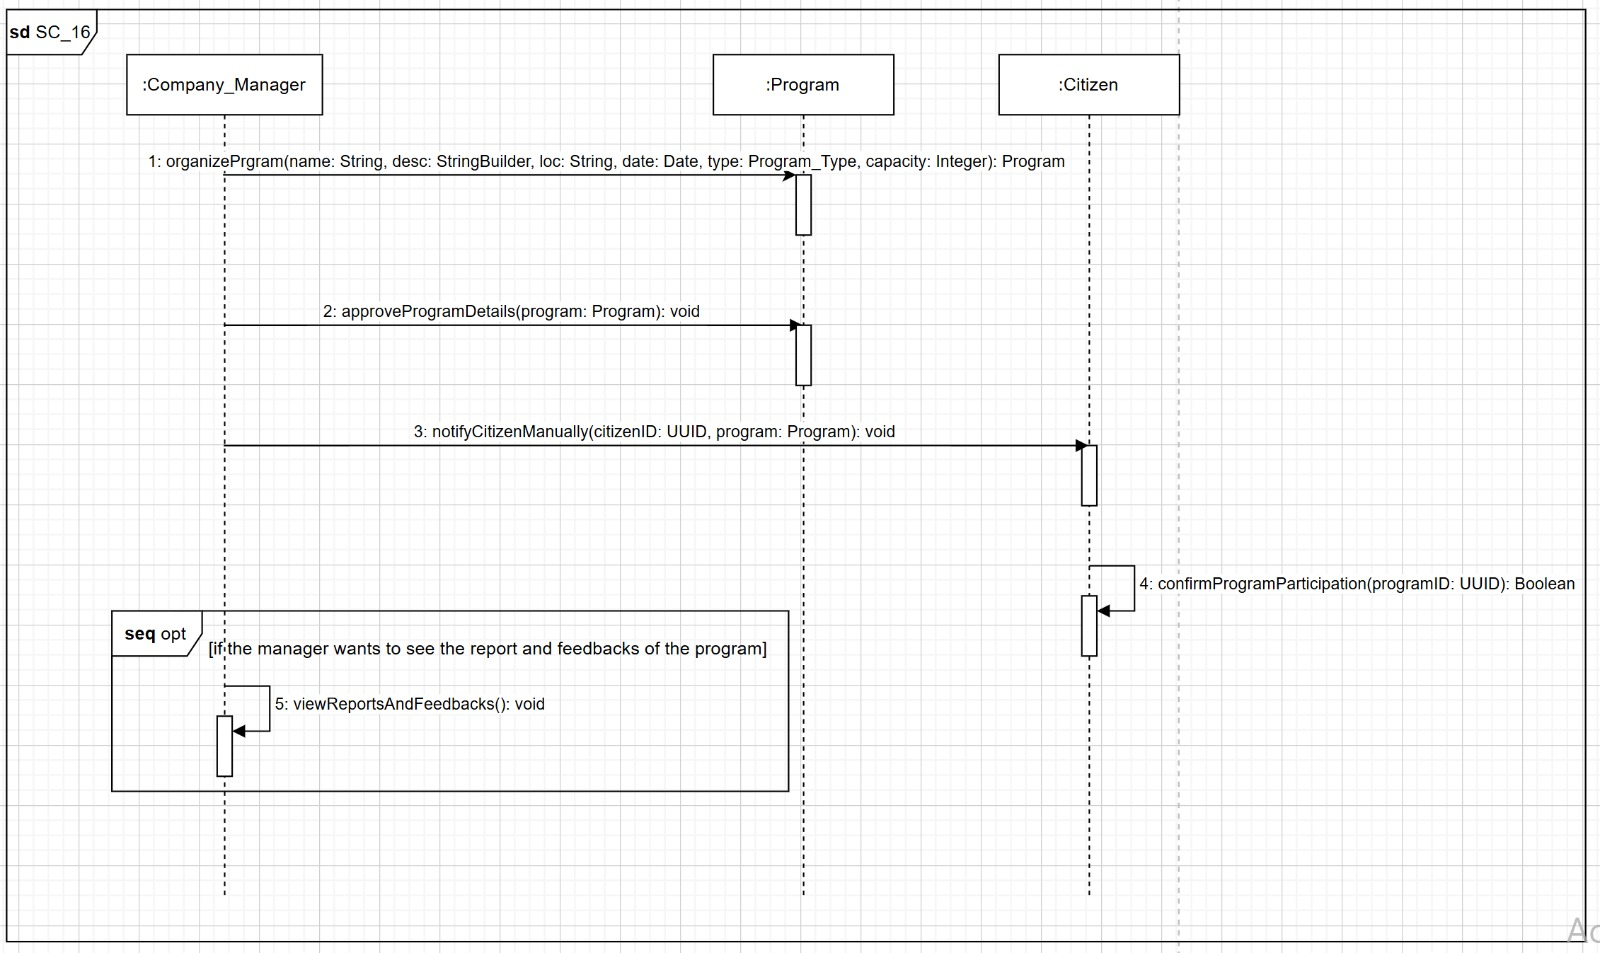 sd SC_16
:Company_Manager
:Program
:Citizen
1: organizePrgram(name: String, desc: StringBuilder, loc: String, date: Date, type: Program_Type, capacity: Integer): Program
2: approveProgramDetails(program: Program): void
3: notifyCitizenManually(citizenID: UUID, program: Program): void
4: confirmProgramParticipation(programID: UUID): Boolean
seq opt
[if the manager wants to see the report and feedbacks of the program]
5: viewReportsAndFeedbacks(): void